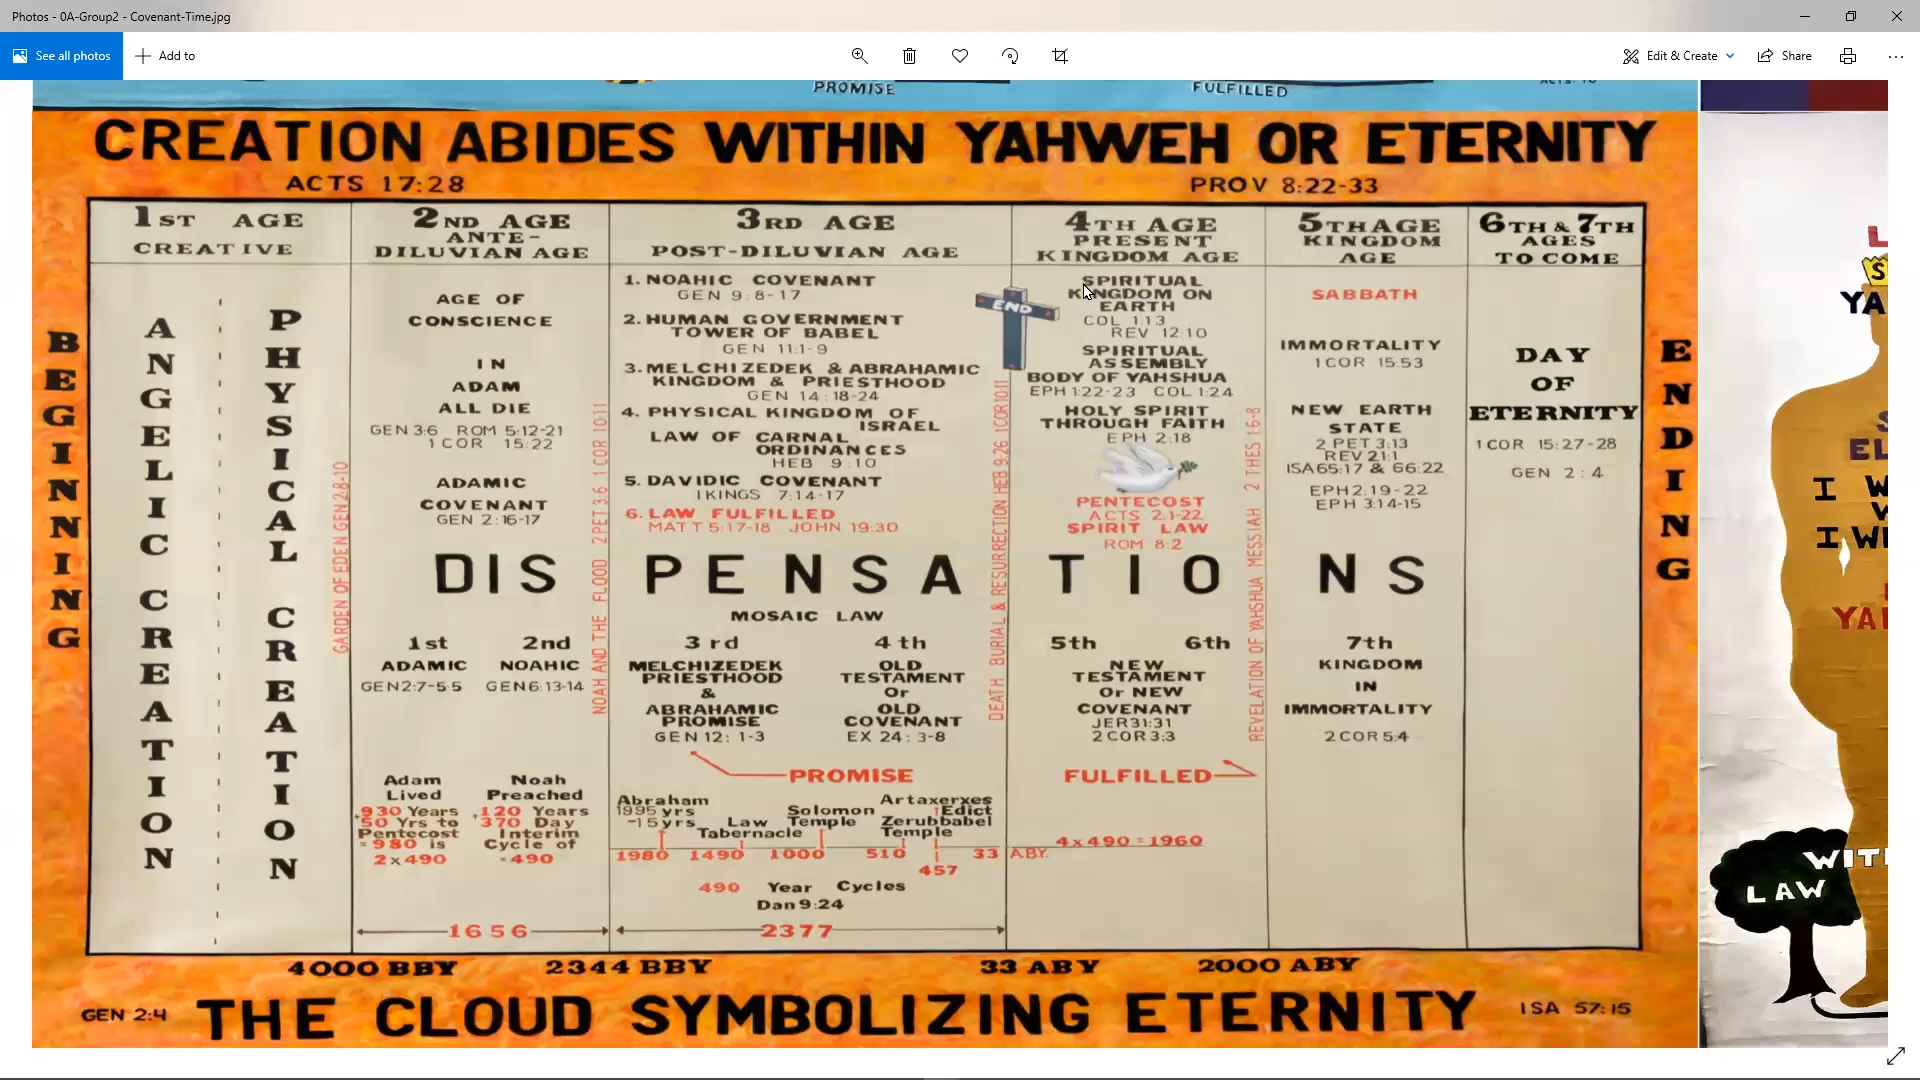 Photos - 0A-Group2 - Covenant-Time.jpg
See all photos
Add to
Edit & Create
Share
PROMISE
FULFILLED
CREATION ABIDES WITHIN YAHWEH OR ETERNITY
ACTS 17:28
PROV 8:22-33
BEGINNING
1ST AGE
CREATIVE
ANGELIC CREATION
PHYSICAL CREATION
GARDEN OF EDEN GEN 2:8-10
2ND AGE
ANTE-
DILUVIAN AGE
AGE OF
CONSCIENCE
IN
ADAM
ALL DIE
GEN 3:6 ROM 5:12-21
1 COR 15:22
ADAMIC
COVENANT
GEN 2:16-17
NOAH AND THE FLOOD 2 PET 3:6 1 COR 10:11
3RD AGE
POST-DILUVIAN AGE
1. NOAHIC COVENANT
GEN 9:8-17
2. HUMAN GOVERNMENT
TOWER OF BABEL
GEN 11:1-9
3. MELCHIZEDEK & ABRAHAMIC
KINGDOM & PRIESTHOOD
GEN 14:18-24
4. PHYSICAL KINGDOM OF
ISRAEL
LAW OF CARNAL
ORDINANCES
HEB 9:10
5. DAVIDIC COVENANT
1 KINGS 7:14-17
6. LAW FULFILLED
MATT 5:17-18 JOHN 19:30
DEATH BURIAL & RESURRECTION HEB 9:26 1COR10:11
END
4TH AGE
PRESENT
KINGDOM AGE
SPIRITUAL
KINGDOM ON
EARTH
COL 1:13
REV 12:10
SPIRITUAL
ASSEMBLY
BODY OF YAHSHUA
EPH 1:22-23 COL 1:24
HOLY SPIRIT
THROUGH FAITH
EPH 2:18
PENTECOST
ACTS 2:1-22
SPIRIT LAW
ROM 8:2
REVELATION OF YAHSHUA MESSIAH 2 THES 1:6-8
5TH AGE
KINGDOM
AGE
SABBATH
IMMORTALITY
1 COR 15:53
NEW EARTH
STATE
2 PET 3:13
REV 21:1
ISA 65:17 & 66:22
EPH 2:19-22
EPH 3:14-15
6TH & 7TH
AGES
TO COME
DAY
OF
ETERNITY
1 COR 15:27-28
GEN 2:4
ENDING
DISPENSATIONS
MOSAIC LAW
1st 2nd 3rd 4th 5th 6th 7th
ADAMIC
GEN 2:7-5:5
NOAHIC
GEN 6:13-14
MELCHIZEDEK
PRIESTHOOD
&
ABRAHAMIC
PROMISE
GEN 12:1-3
OLD
TESTAMENT
Or
OLD
COVENANT
EX 24:3-8
NEW
TESTAMENT
Or NEW
COVENANT
JER 31:31
2 COR 3:3
KINGDOM
IN
IMMORTALITY
2 COR 5:4
PROMISE
FULFILLED
Adam
Lived
+930 Years
50 Yrs to
Pentecost
=980 is
2x490
Noah
Preached
+120 Years
370 Day
Interim
Cycle of
=490
Abraham
1995 yrs
-15 yrs
Law
Tabernacle
Solomon
Temple
Artaxerxes
Edict
Zerubbabel
Temple
1980 1490 1000 510 33 ABY.
457
4x490=1960
490 Year Cycles
Dan 9:24
1656
2377
4000 BBY
2344 BBY
33 ABY
2000 ABY
GEN 2:4
THE CLOUD SYMBOLIZING ETERNITY
ISA 57:15
LAW